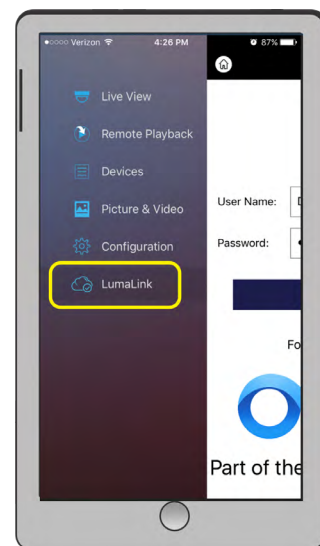 Verizon 4:26 PM 87%
Live View
Remote Playback
Devices
Picture & Video
Configuration
LumaLink
User Name: D
Password:
Fo
Part of the